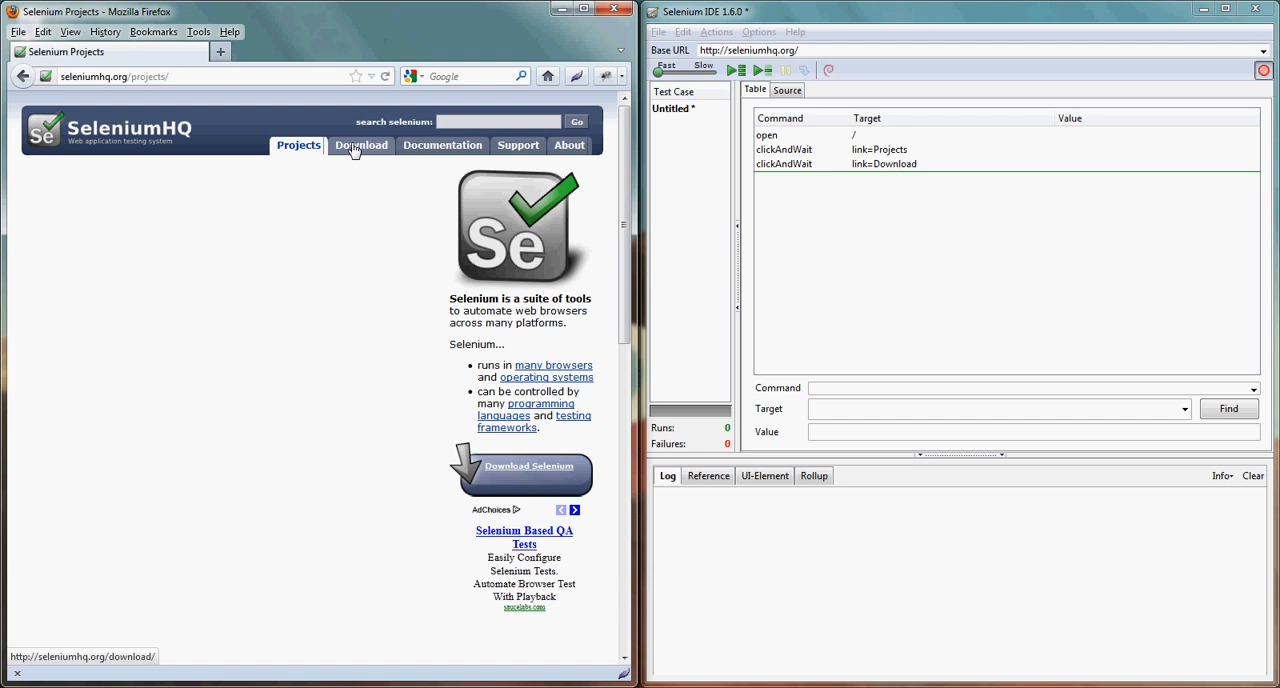 Selenium Projects - Mozilla Firefox
File Edit View History Bookmarks Tools Help
Selenium Projects
seleniumhq.org/projects/
Google
SeleniumHQ
Web application testing system
search selenium:
Go
Projects Download Documentation Support About
Se
Se
Selenium is a suite of tools
to automate web browsers
across many platforms.
Selenium...
runs in many browsers
and operating systems
can be controlled by
many programming
languages and testing
frameworks.
Download Selenium
AdChoices
Selenium Based QA
Tests
Easily Configure
Selenium Tests.
Automate Browser Test
With Playback
saucelabs.com
http://seleniumhq.org/download/
Selenium IDE 1.6.0 *
File Edit Actions Options Help
Base URL http://seleniumhq.org/
Fast Slow
Test Case
Untitled *
Runs: 0
Failures: 0
Table Source
Command Target Value
open /
clickAndWait link=Projects
clickAndWait link=Download
Command
Target
Find
Value
Log Reference UI-Element Rollup
Info Clear